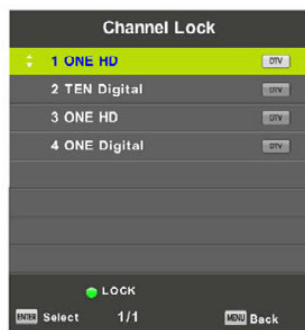 Channel Lock
1 ONE HD DTV
2 TEN Digital DTV
3 ONE HD DTV
4 ONE Digital DTV
LOCK
ENTER Select 1/1 MENU Back